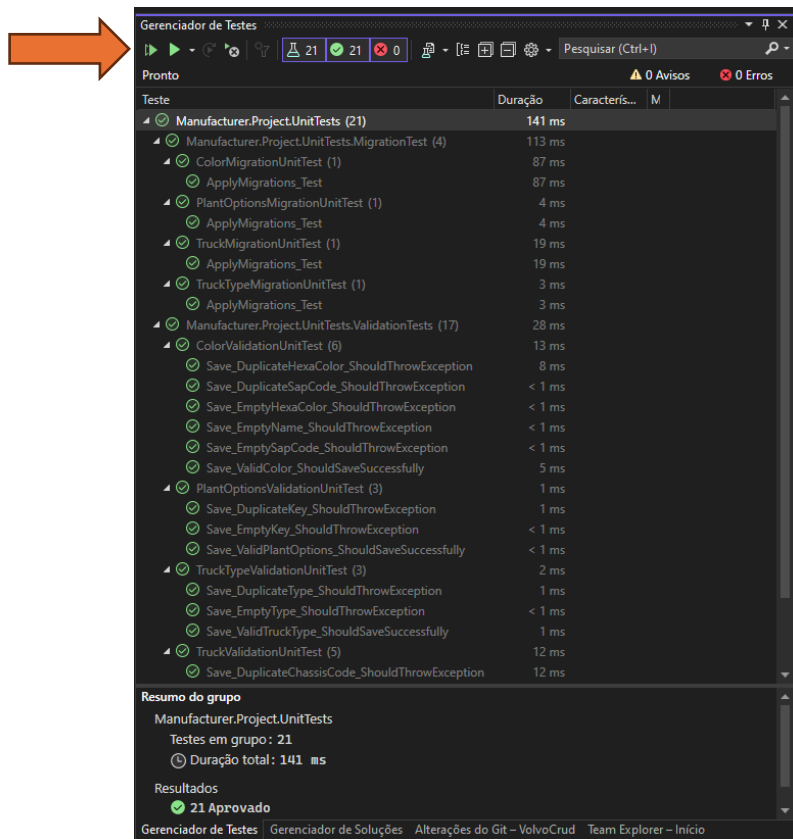 Gerenciador de Testes
21 21 0 Pesquisar (Ctrl+I)
Pronto 0 Avisos 0 Erros
Teste Duração Caracterís... M
Manufacturer.Project.UnitTests (21) 141 ms
Manufacturer.Project.UnitTests.MigrationTest (4) 113 ms
ColorMigrationUnitTest (1) 87 ms
ApplyMigrations_Test 87 ms
PlantOptionsMigrationUnitTest (1) 4 ms
ApplyMigrations_Test 4 ms
TruckMigrationUnitTest (1) 19 ms
ApplyMigrations_Test 19 ms
TruckTypeMigrationUnitTest (1) 3 ms
ApplyMigrations_Test 3 ms
Manufacturer.Project.UnitTests.ValidationTests (17) 28 ms
ColorValidationUnitTest (6) 13 ms
Save_DuplicateHexaColor_ShouldThrowException 8 ms
Save_DuplicateSapCode_ShouldThrowException < 1 ms
Save_EmptyHexaColor_ShouldThrowException < 1 ms
Save_EmptyName_ShouldThrowException < 1 ms
Save_EmptySapCode_ShouldThrowException < 1 ms
Save_ValidColor_ShouldSaveSuccessfully 5 ms
PlantOptionsValidationUnitTest (3) 1 ms
Save_DuplicateKey_ShouldThrowException 1 ms
Save_EmptyKey_ShouldThrowException < 1 ms
Save_ValidPlantOptions_ShouldSaveSuccessfully < 1 ms
TruckTypeValidationUnitTest (3) 2 ms
Save_DuplicateType_ShouldThrowException 1 ms
Save_EmptyType_ShouldThrowException < 1 ms
Save_ValidTruckType_ShouldSaveSuccessfully 1 ms
TruckValidationUnitTest (5) 12 ms
Save_DuplicateChassisCode_ShouldThrowException 12 ms
Resumo do grupo
Manufacturer.Project.UnitTests
Testes em grupo: 21
Duração total: 141 ms
Resultados
21 Aprovado
Gerenciador de Testes Gerenciador de Soluções Alterações do Git – VolvoCrud Team Explorer – Início